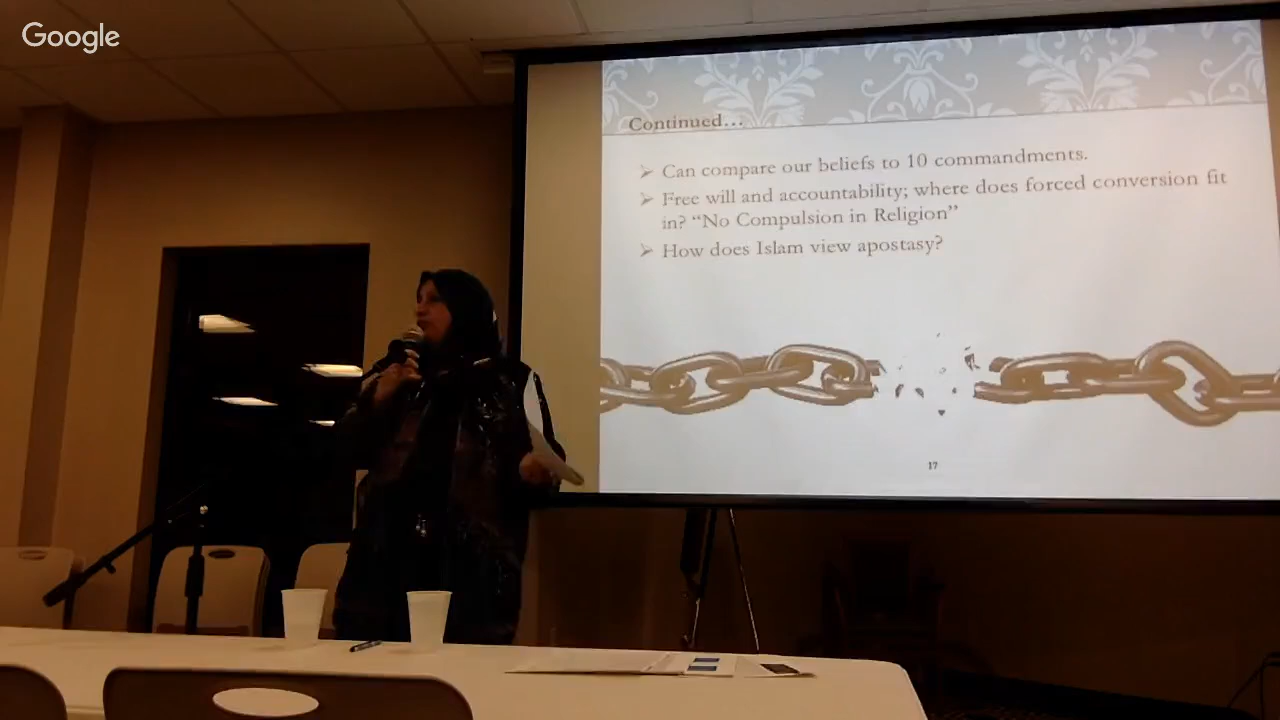 Google
Continued...
Can compare our beliefs to 10 commandments.
Free will and accountability; where does forced conversion fit
in? “No Compulsion in Religion”
How does Islam view apostasy?
17